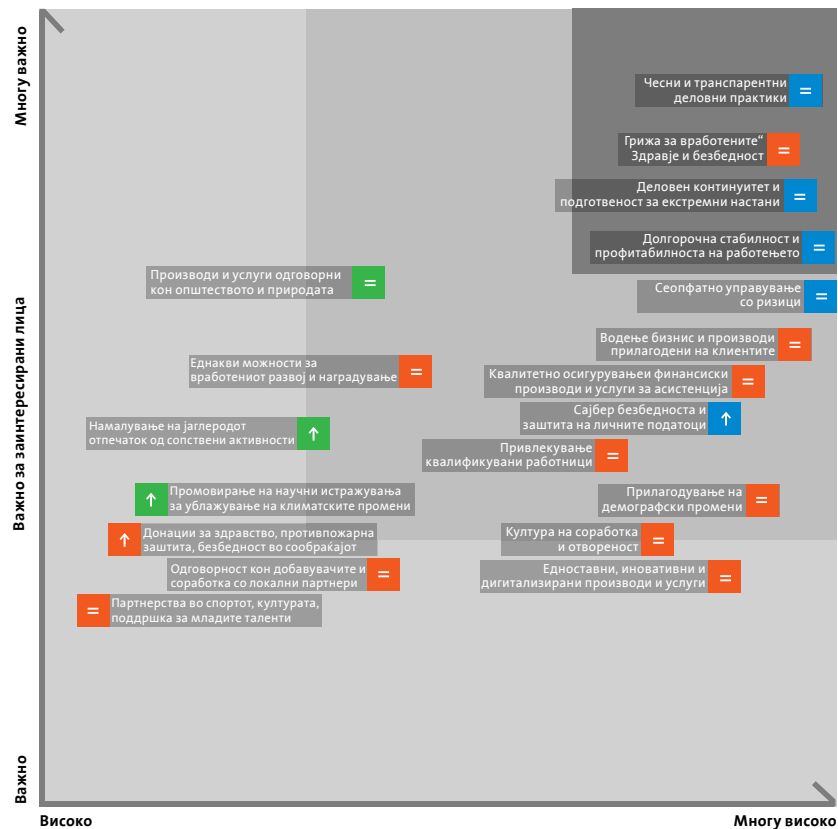 Многу важно
Чесни и транспарентни
деловни практики
=
Грижа за вработените“
Здравје и безбедност
=
Деловен континуитет и
подготвеност за екстремни настани
=
Долгорочна стабилност и
профитабилноста на работењето
=
Производи и услуги одговорни
кон општеството и природата
=
Сеопфатно управување
со ризици
=
Водење бизнис и производи
прилагодени на клиентите
=
Еднакви можности за
вработениот развој и наградување
=
Квалитетно осигурувањеи финансиски
производи и услуги за асистенција
=
Сајбер безбедноста и
заштита на личните податоци
↑
Намалување на јаглеродот
отпечаток од сопствени активности
↑
Привлекување
квалификувани работници
=
Важно за заинтересирани лица
↑
Промовирање на научни истражувања
за ублажување на климатските промени
Прилагодување на
демографски промени
=
↑
Донации за здравство, противпожарна
заштита, безбедност во сообраќајот
Култура на соработка
и отвореност
=
Одговорност кон добавувачите и
соработка со локални партнери
=
Едноставни, иновативни и
дигитализирани производи и услуги
=
=
Партнерства во спортот, културата,
поддршка за младите таленти
Важно
Високо
Многу високо